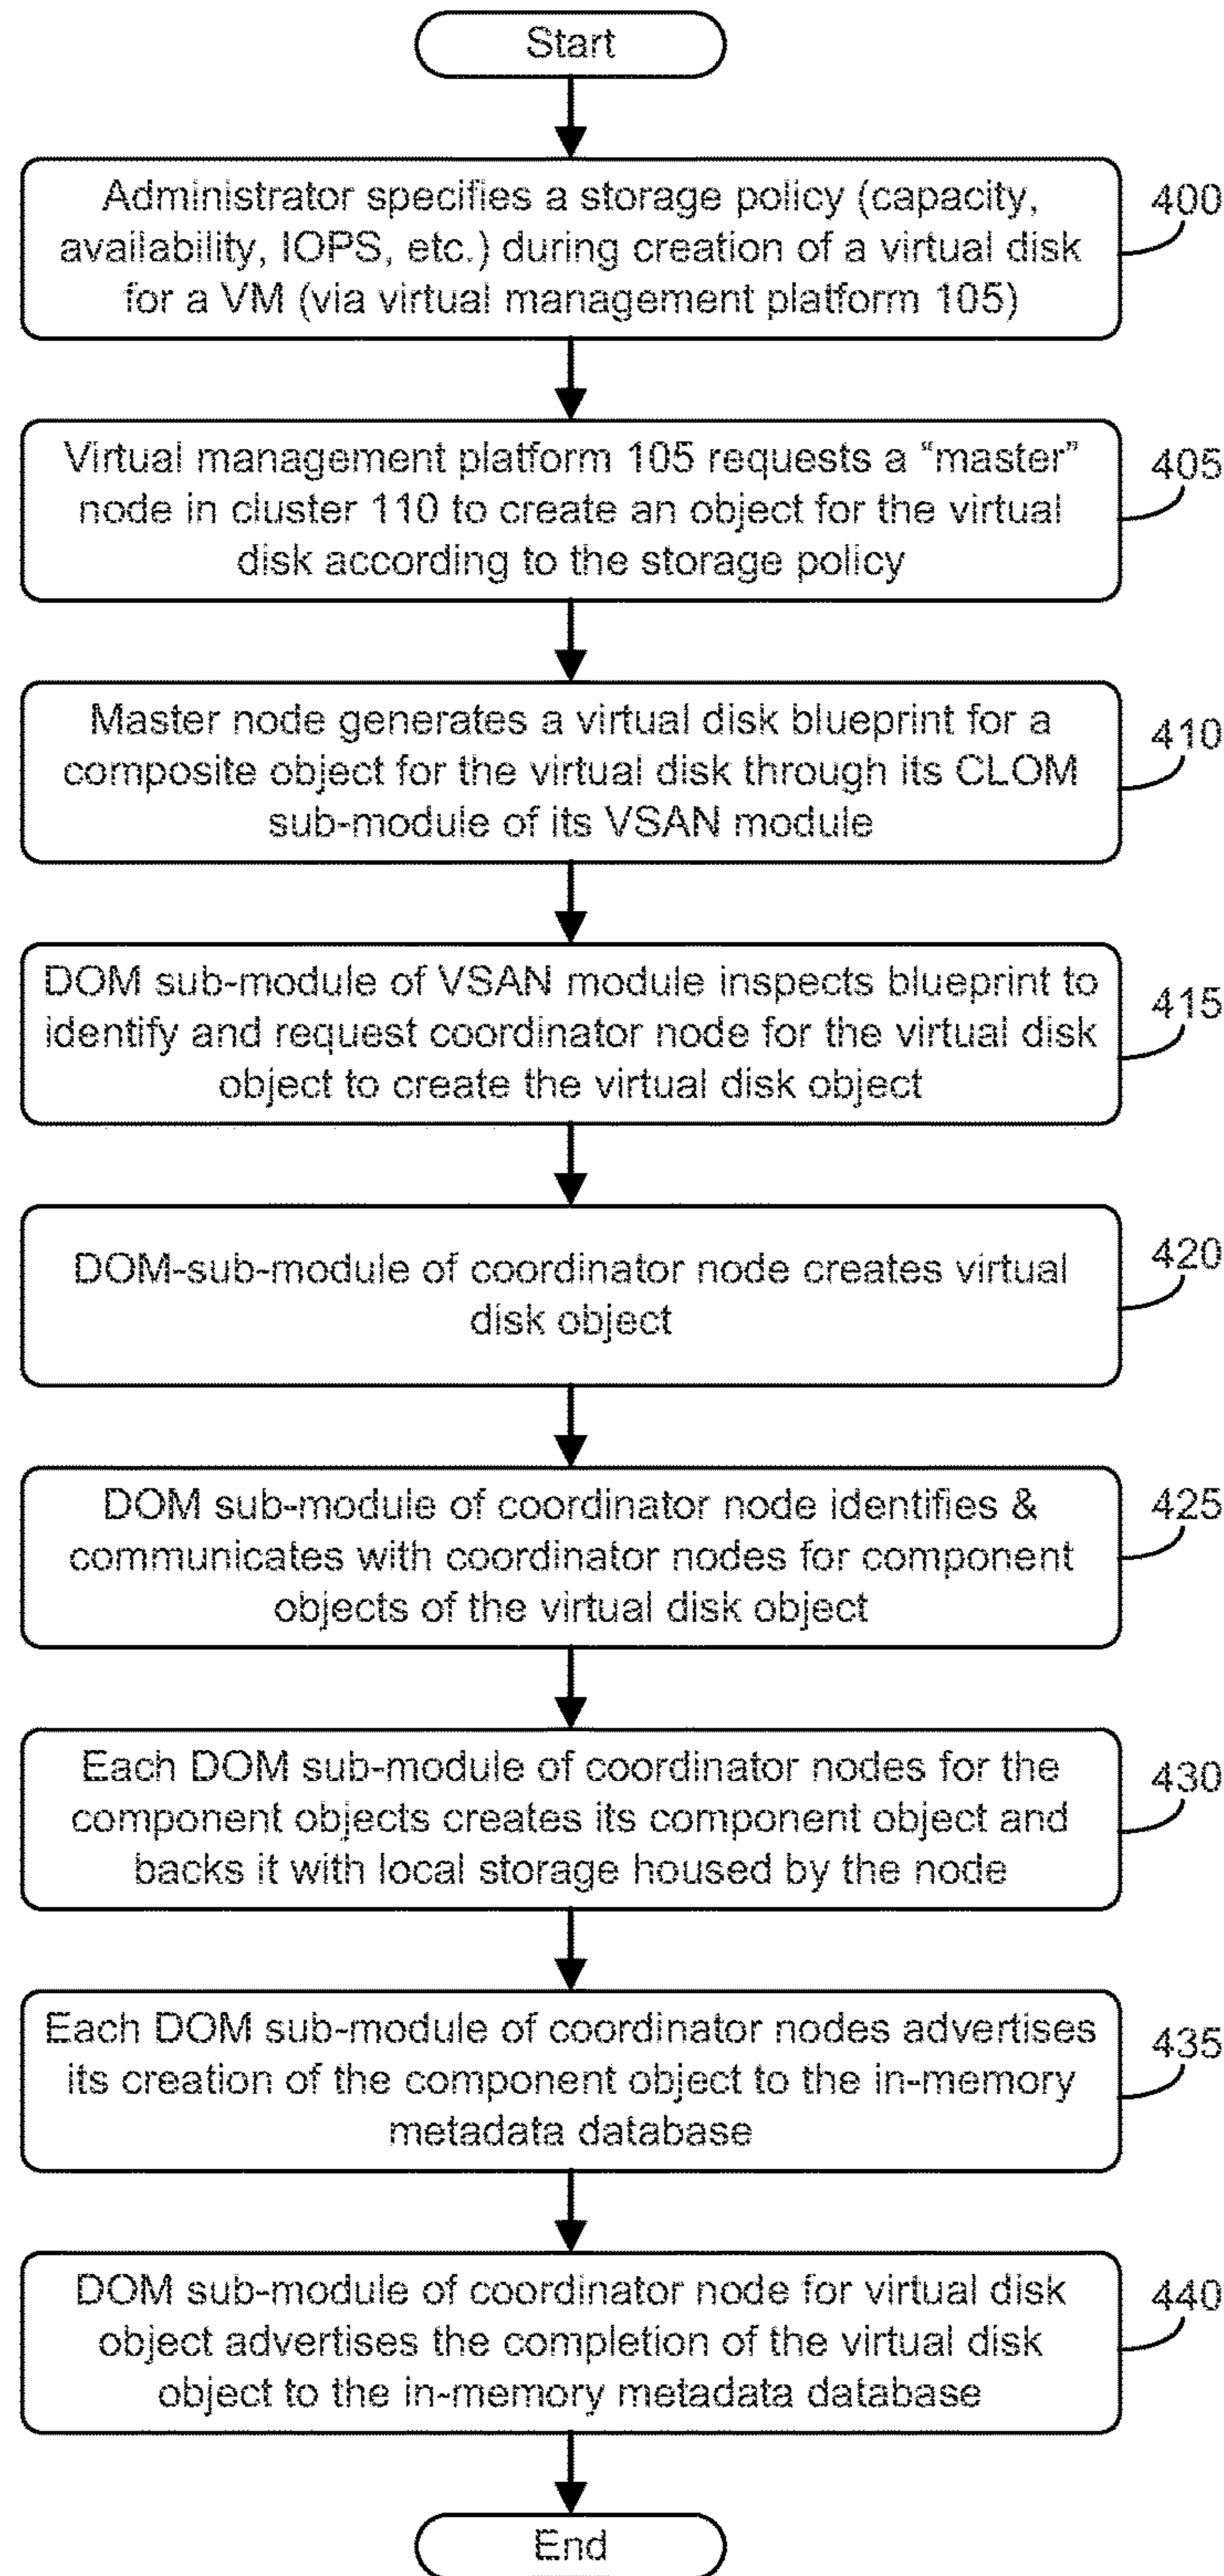 Start
Administrator specifies a storage policy (capacity,
availability, IOPS, etc.) during creation of a virtual disk
for a VM (via virtual management platform 105)
400
Virtual management platform 105 requests a “master”
node in cluster 110 to create an object for the virtual
disk according to the storage policy
405
Master node generates a virtual disk blueprint for a
composite object for the virtual disk through its CLOM
sub-module of its VSAN module
410
DOM sub-module of VSAN module inspects blueprint to
identify and request coordinator node for the virtual disk
object to create the virtual disk object
415
DOM-sub-module of coordinator node creates virtual
disk object
420
DOM sub-module of coordinator node identifies &
communicates with coordinator nodes for component
objects of the virtual disk object
425
Each DOM sub-module of coordinator nodes for the
component objects creates its component object and
backs it with local storage housed by the node
430
Each DOM sub-module of coordinator nodes advertises
its creation of the component object to the in-memory
metadata database
435
DOM sub-module of coordinator node for virtual disk
object advertises the completion of the virtual disk
object to the in-memory metadata database
440
End